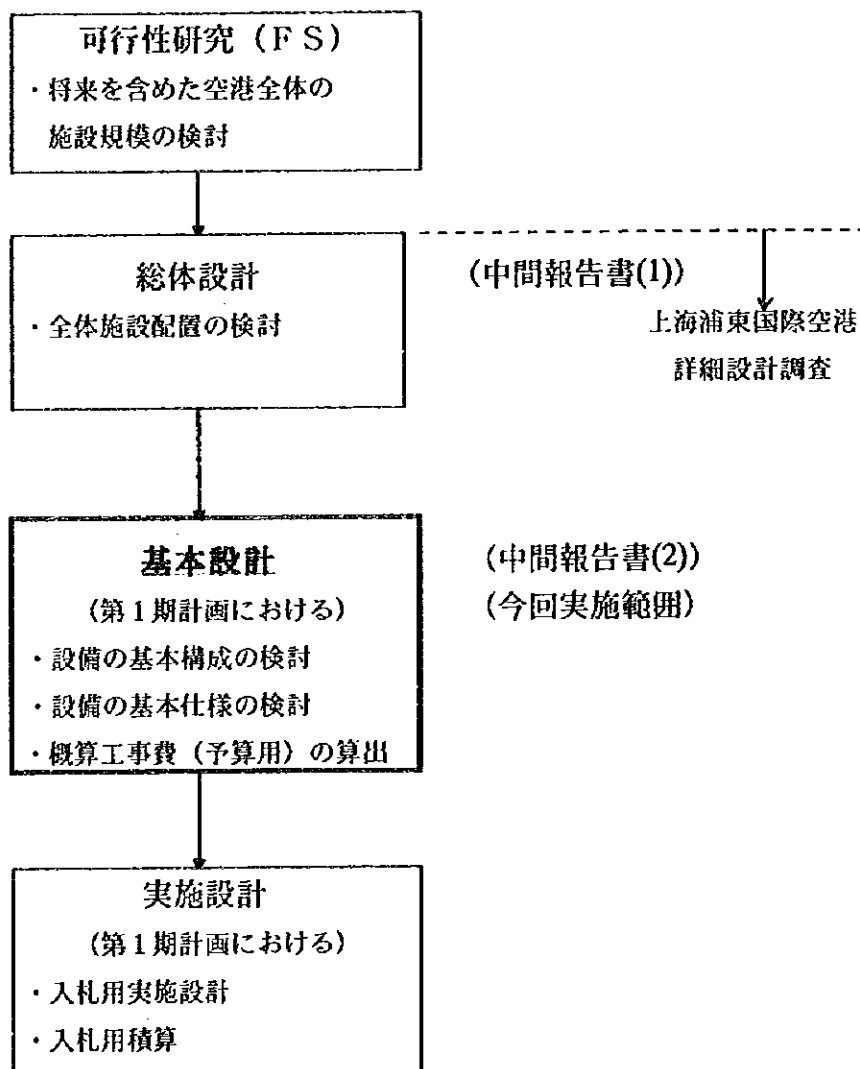 可行性研究（ＦＳ）
・将来を含めた空港全体の
施設規模の検討
総体設計
・全体施設配置の検討
（中間報告書(1)）
上海浦東国際空港
詳細設計調査
基本設計
（第１期計画における）
・設備の基本構成の検討
・設備の基本仕様の検討
・概算工事費（予算用）の算出
（中間報告書(2)）
（今回実施範囲）
実施設計
（第１期計画における）
・入札用実施設計
・入札用積算